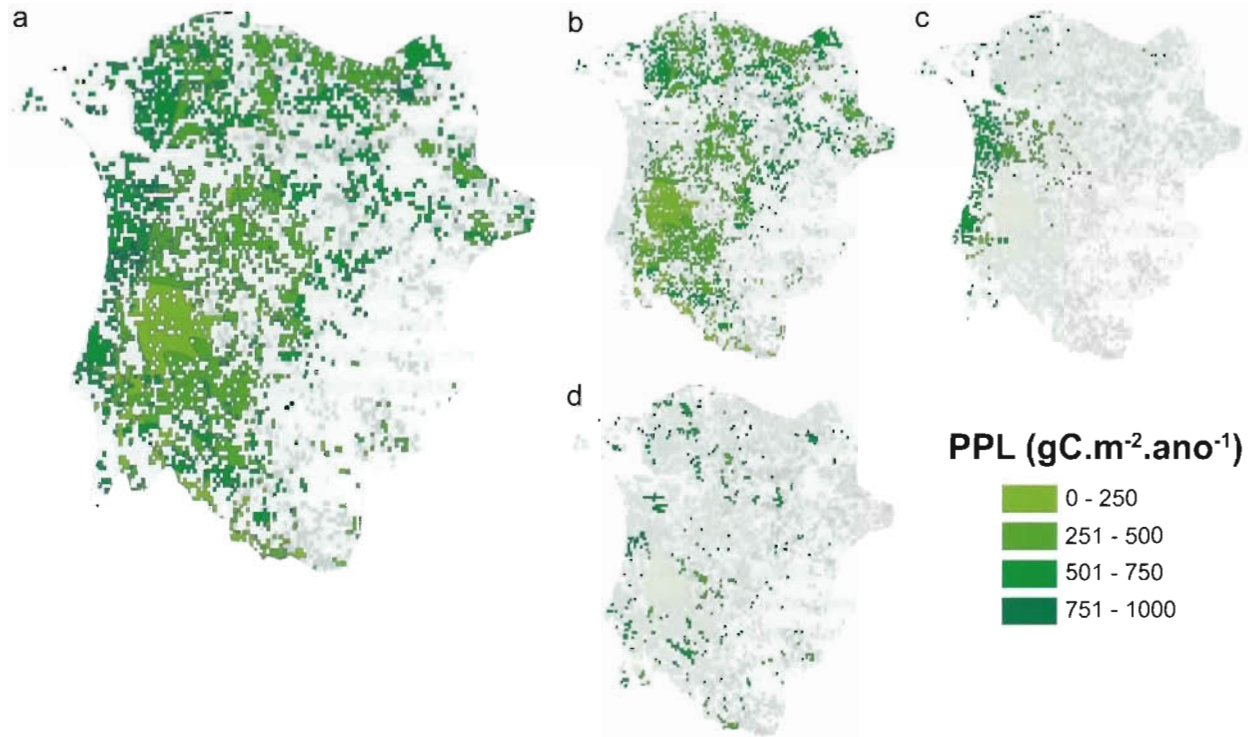 a
b
c
d
PPL (gC.m⁻².ano⁻¹)
0 - 250
251 - 500
501 - 750
751 - 1000